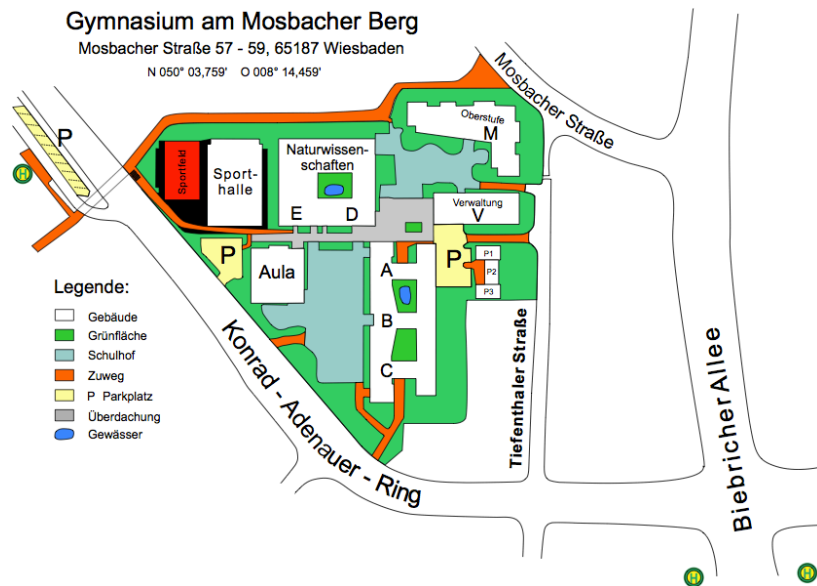 Gymnasium am Mosbacher Berg
Mosbacher Straße 57 - 59, 65187 Wiesbaden
N 050° 03,759' O 008° 14,459'
Mosbacher Straße
P
H
Oberstufe
M
Naturwissen-
schaften
Sportfeld
Sport-
halle
E
D
Verwaltung
V
P
Aula
A
P
P1
P2
P3
B
C
Legende:
Gebäude
Grünfläche
Schulhof
Zuweg
P Parkplatz
Überdachung
Gewässer
Konrad - Adenauer - Ring
Tiefenthaler Straße
Biebricher Allee
H
H